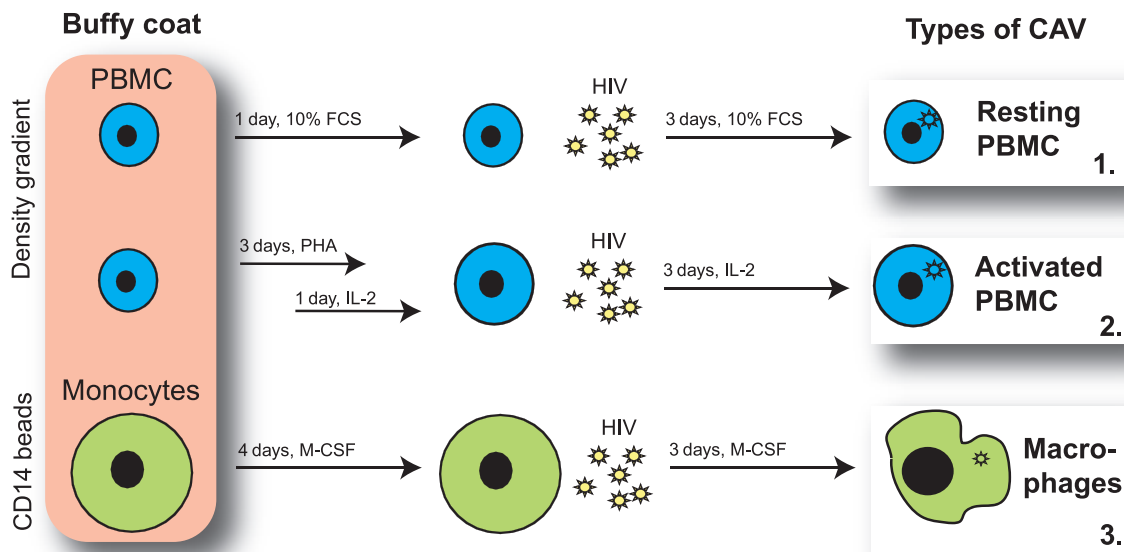 Buffy coat
Types of CAV
Density gradient
PBMC
1 day, 10% FCS
HIV
3 days, 10% FCS
Resting
PBMC
1.
3 days, PHA
1 day, IL-2
HIV
3 days, IL-2
Activated
PBMC
2.
CD14 beads
Monocytes
4 days, M-CSF
HIV
3 days, M-CSF
Macro-
phages
3.